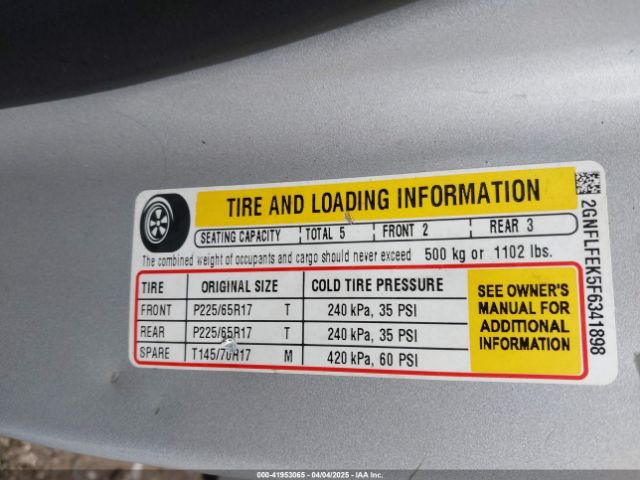 TIRE AND LOADING INFORMATION
SEATING CAPACITY TOTAL 5 FRONT 2 REAR 3
The combined weight of occupants and cargo should never exceed 500 kg or 1102 lbs.
TIRE ORIGINAL SIZE COLD TIRE PRESSURE
FRONT P225/65R17 T 240 kPa, 35 PSI
REAR P225/65R17 T 240 kPa, 35 PSI
SPARE T145/70R17 M 420 kPa, 60 PSI
SEE OWNER'S
MANUAL FOR
ADDITIONAL
INFORMATION
2GNFLFEK5F6341898
000-41953065 - 04/04/2025 - IAA Inc.